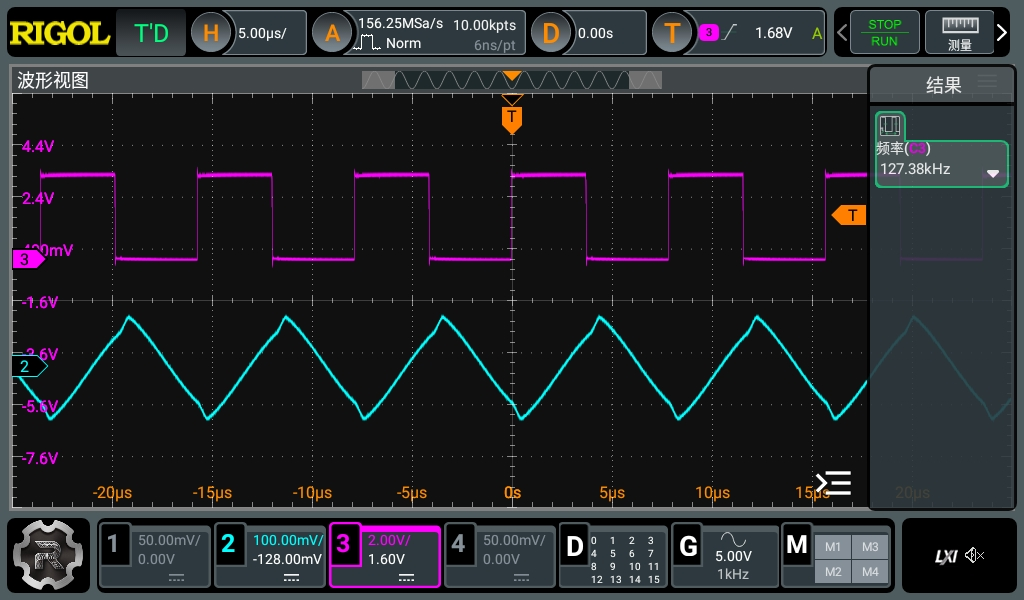 RIGOL T'D H 5.00µs/ A 156.25MSa/s 10.00kpts D 0.00s T 3 1.68V A STOP
Norm 6ns/pt RUN 测量
波形视图 T 结果
频率(C3)
127.38kHz
4.4V
2.4V
T
3
-1.6V
2
-5.6V
-7.6V
-20µs -15µs -10µs -5µs 0s 5µs 10µs 15µs 20µs
1 50.00mV/ 2 100.00mV/ 3 2.00V/ 4 50.00mV/ D 0 1 2 3 G 5.00V M M1 M3 LXI
0.00V -128.00mV 1.60V 0.00V 4 5 6 7 1kHz M2 M4
8 9 10 11
12 13 14 15